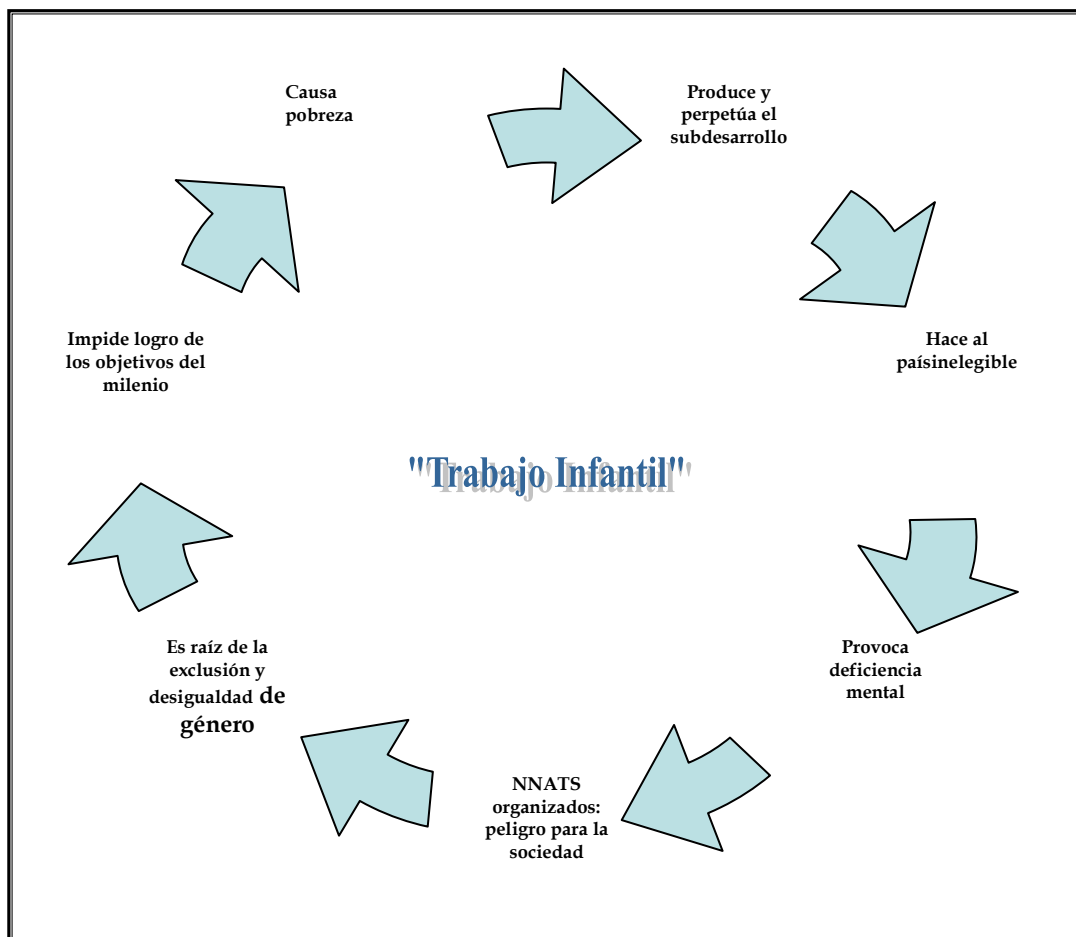 Causa
pobreza
Produce y
perpetúa el
subdesarrollo
Hace al
paísinelegible
Provoca
deficiencia
mental
NNATS
organizados:
peligro para la
sociedad
Es raíz de la
exclusión y
desigualdad de
género
Impide logro de
los objetivos del
milenio
"Trabajo Infantil"